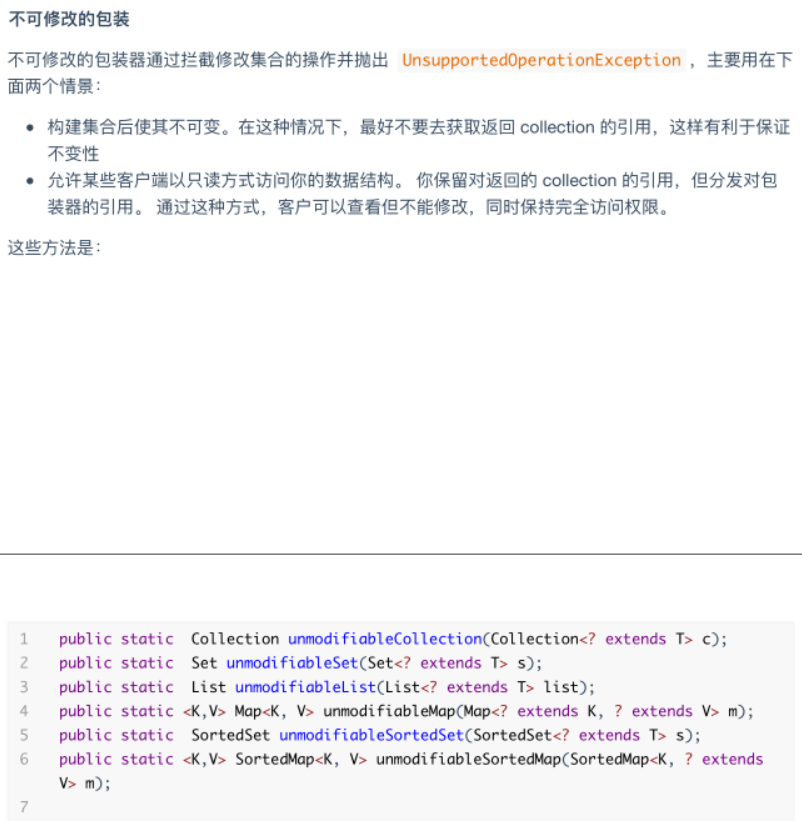 不可修改的包装
不可修改的包装器通过拦截修改集合的操作并抛出 UnsupportedOperationException ，主要用在下
面两个情景：
• 构建集合后使其不可变。在这种情况下，最好不要去获取返回 collection 的引用，这样有利于保证
不变性
• 允许某些客户端以只读方式访问你的数据结构。 你保留对返回的 collection 的引用，但分发对包
装器的引用。 通过这种方式，客户可以查看但不能修改，同时保持完全访问权限。
这些方法是：
1 public static  Collection unmodifiableCollection(Collection<? extends T> c);
2 public static  Set unmodifiableSet(Set<? extends T> s);
3 public static  List unmodifiableList(List<? extends T> list);
4 public static <K,V> Map<K, V> unmodifiableMap(Map<? extends K, ? extends V> m);
5 public static  SortedSet unmodifiableSortedSet(SortedSet<? extends T> s);
6 public static <K,V> SortedMap<K, V> unmodifiableSortedMap(SortedMap<K, ? extends
V> m);
7